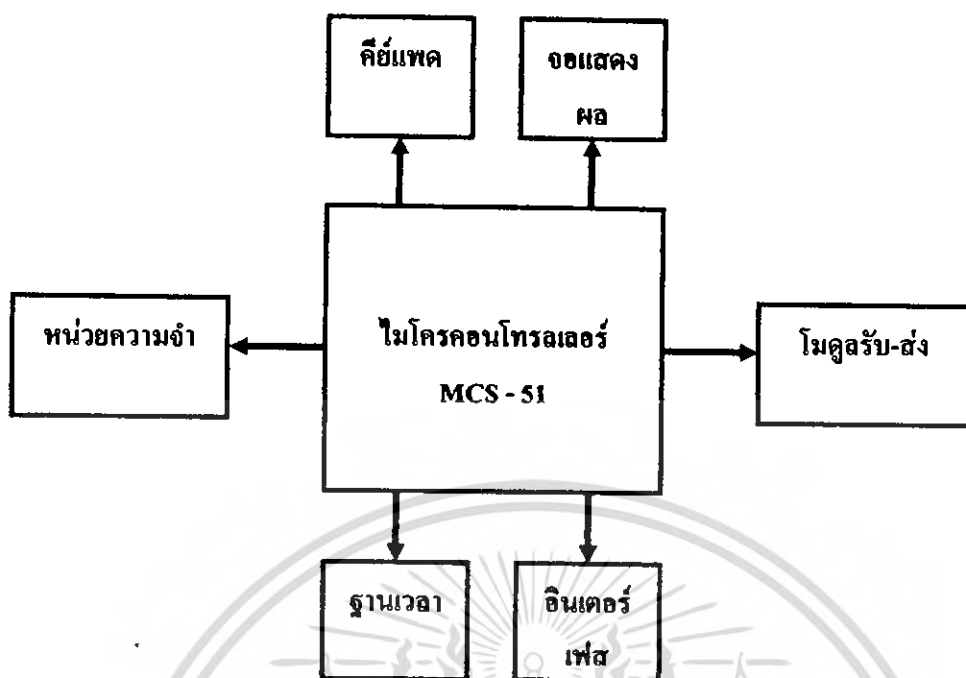 คีย์แพด
จอแสดง
ผล
หน่วยความจำ
ไมโครคอนโทรลเลอร์
MCS - 51
โมดูลรับ-ส่ง
ฐานเวลา
อินเตอร์
เฟส